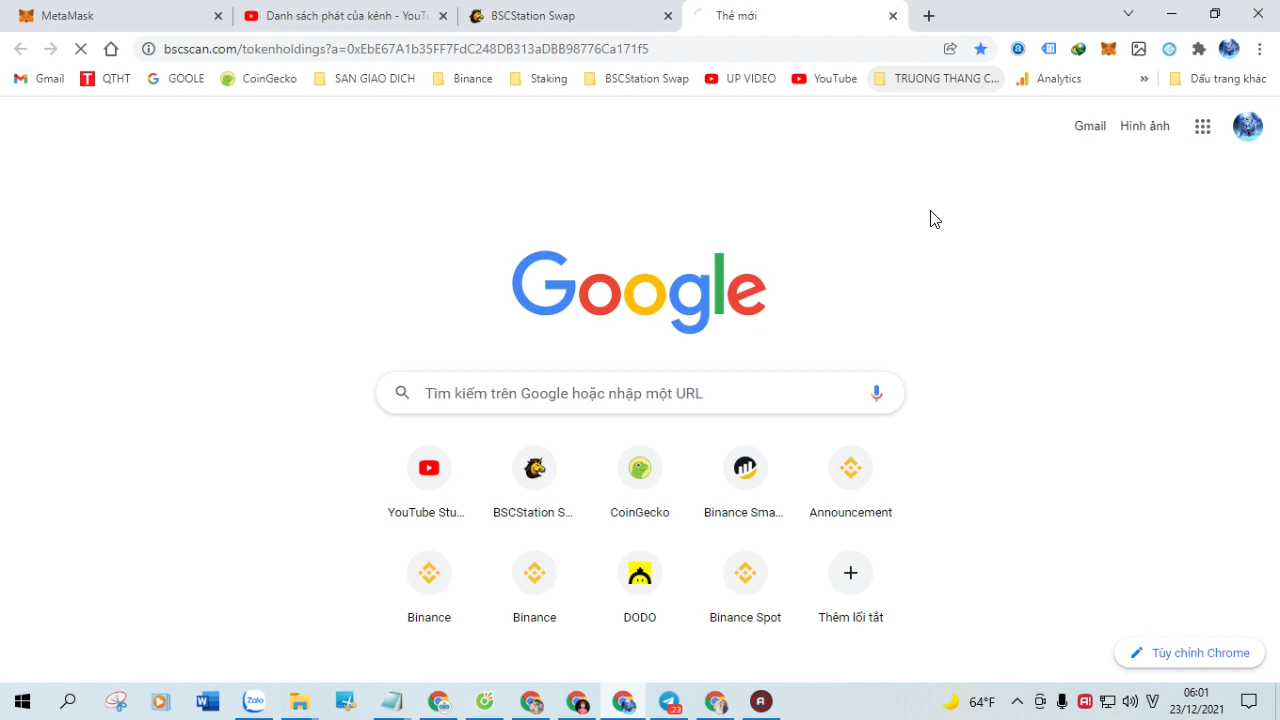 MetaMask
Danh sách phát của kênh - YouTu
BSCStation Swap
Thẻ mới
bscscan.com/tokenholdings?a=0xEbE67A1b35FF7FdC248DB313aDBB98776Ca171f5
Gmail
QTHT
GOOLE
CoinGecko
SAN GIAO DICH
Binance
Staking
BSCStation Swap
UP VIDEO
YouTube
TRUONG THANG C...
Analytics
»
Dấu trang khác
Gmail
Hình ảnh
Google
Tìm kiếm trên Google hoặc nhập một URL
YouTube Stu...
BSCStation S...
CoinGecko
Binance Sma...
Announcement
Binance
Binance
DODO
Binance Spot
Thêm lối tắt
Tùy chỉnh Chrome
Zalo
23
64°F
06:01
23/12/2021